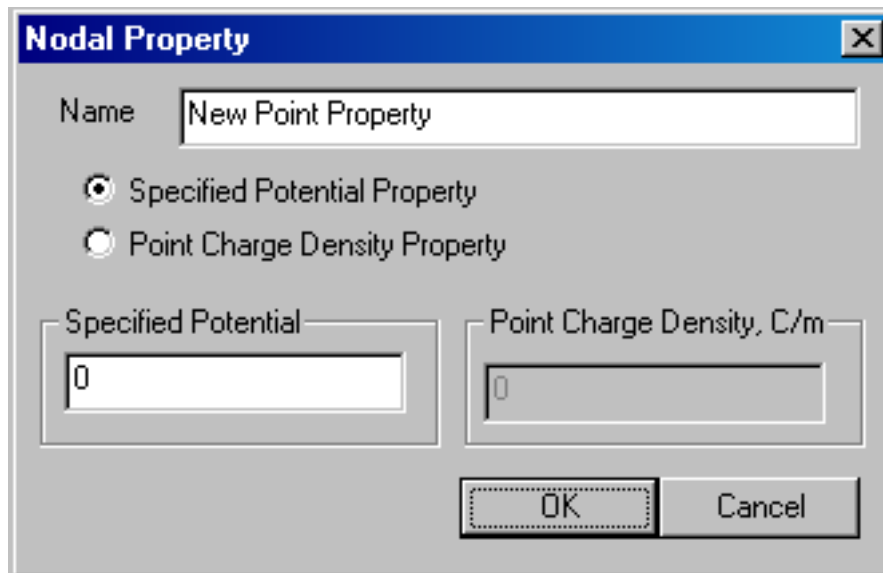 Nodal Property
Name New Point Property
Specified Potential Property
Point Charge Density Property
Specified Potential Point Charge Density, C/m
0 0
OK Cancel